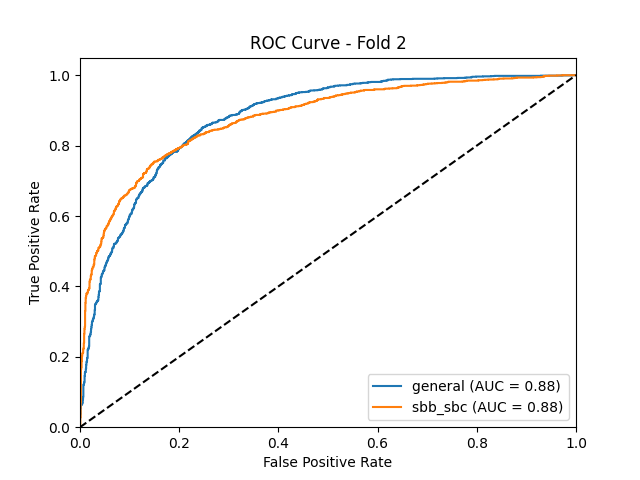 ROC Curve - Fold 2
True Positive Rate
1.0
0.8
0.6
0.4
0.2
0.0
general (AUC = 0.88)
sbb_sbc (AUC = 0.88)
0.0 0.2 0.4 0.6 0.8 1.0
False Positive Rate